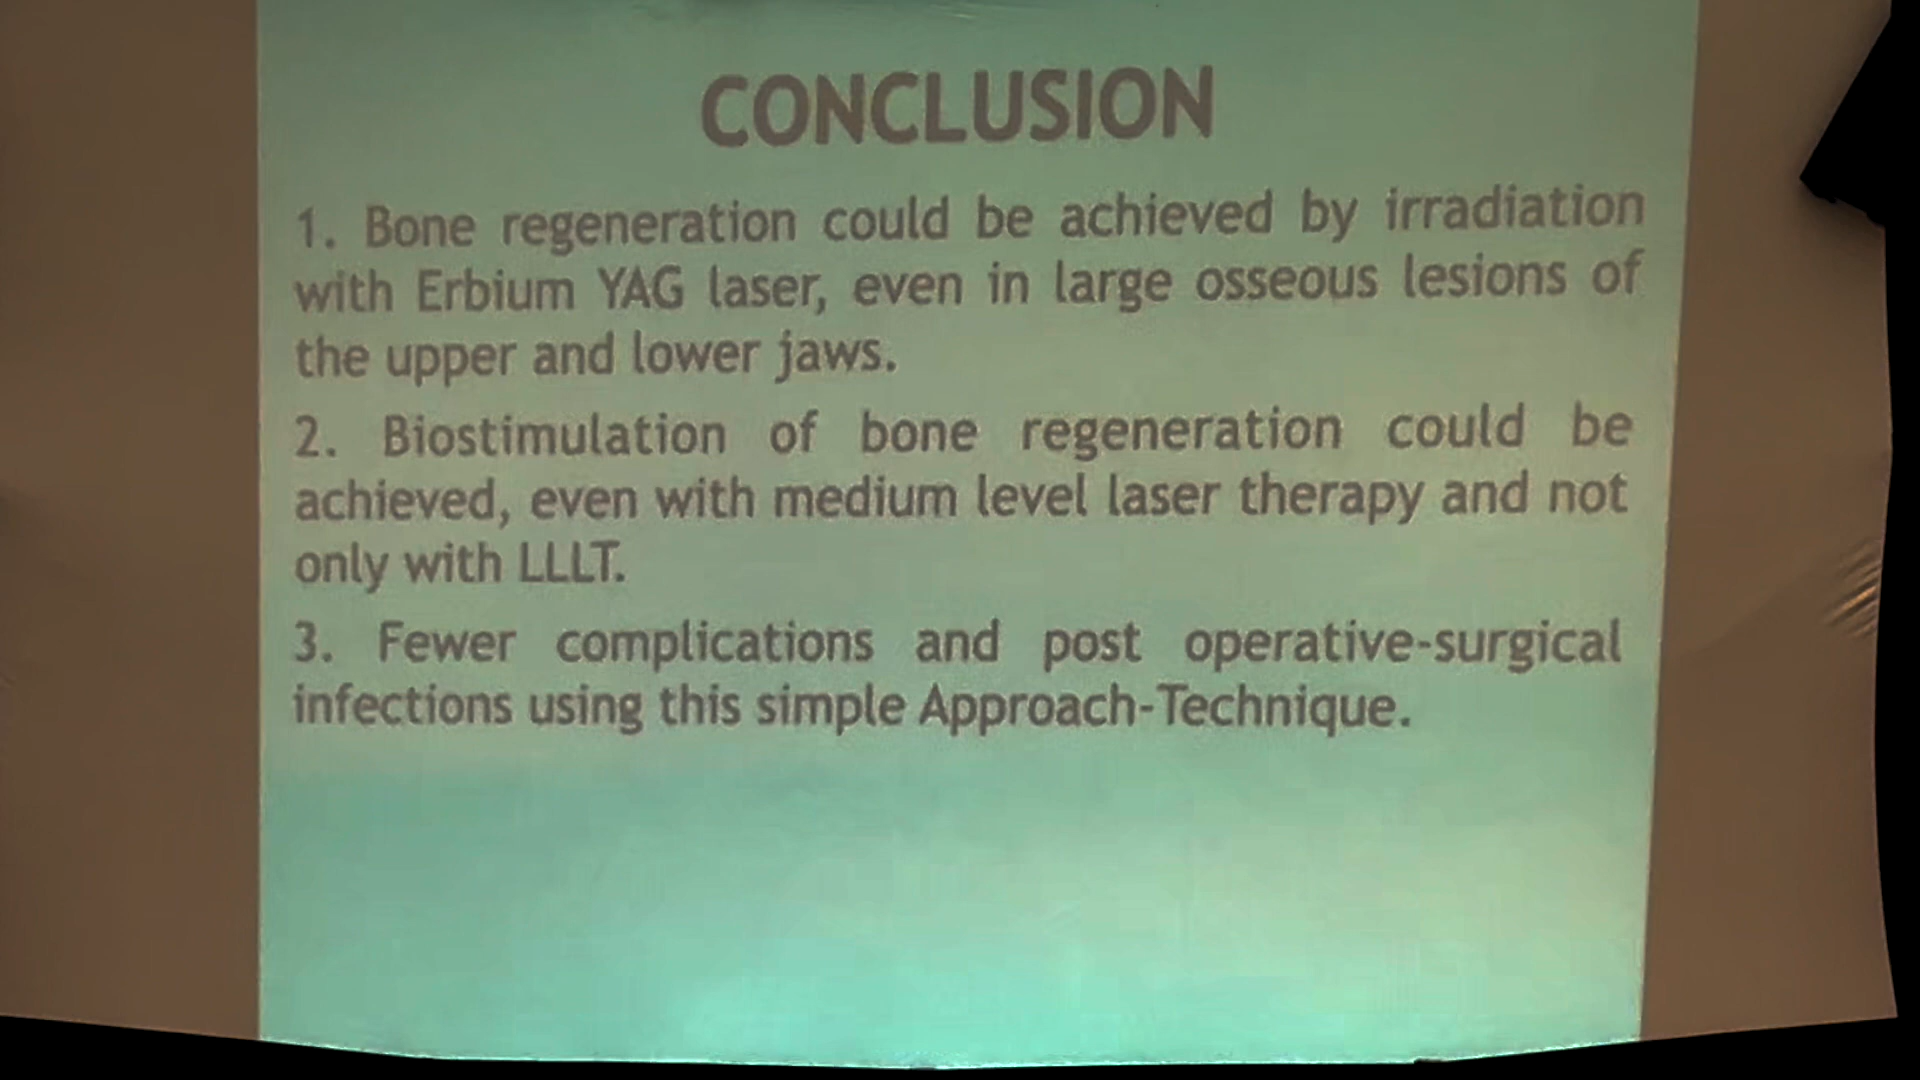 CONCLUSION
1. Bone regeneration could be achieved by irradiation
with Erbium YAG laser, even in large osseous lesions of
the upper and lower jaws.
2. Biostimulation of bone regeneration could be
achieved, even with medium level laser therapy and not
only with LLLT.
3. Fewer complications and post operative-surgical
infections using this simple Approach-Technique.